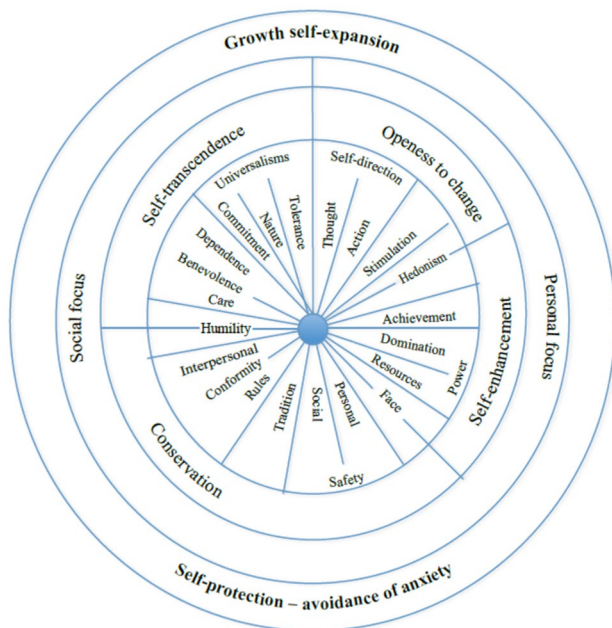 Growth self-expansion
Self-transcendence
Openess to change
Universalisms
Self-direction
Commitment
Nature
Tolerance
Thought
Action
Stimulation
Hedonism
Dependence
Benevolence
Care
Humility
Achievement
Domination
Resources
Power
Face
Interpersonal
Conformity
Rules
Tradition
Social
Personal
Safety
Social focus
Personal focus
Conservation
Self-enhancement
Self-protection – avoidance of anxiety